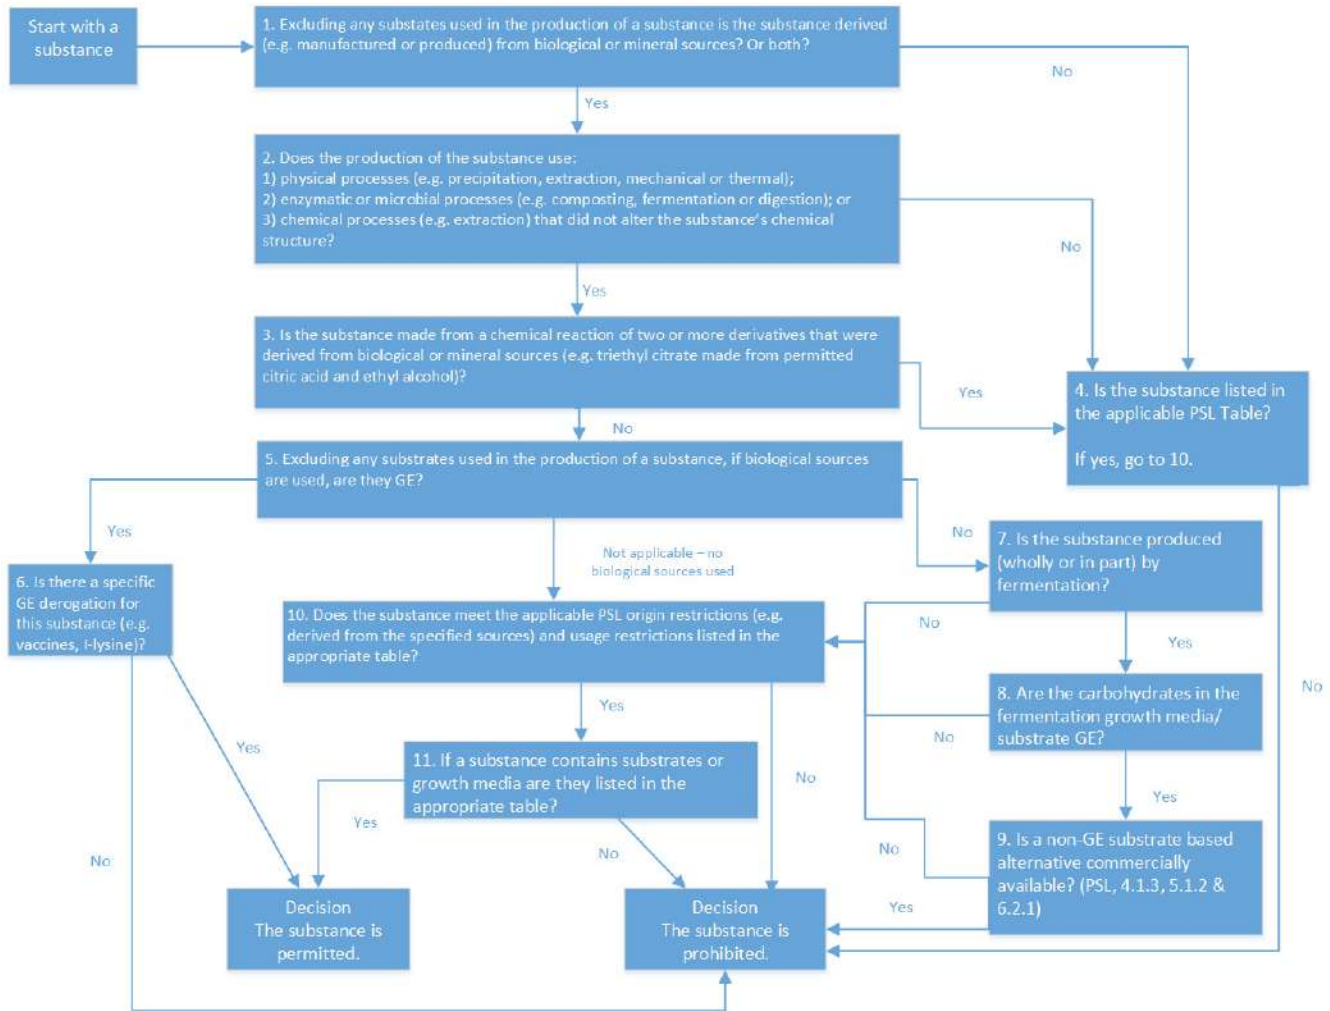 Start with a
substance
1. Excluding any substates used in the production of a substance is the substance derived
(e.g. manufactured or produced) from biological or mineral sources? Or both?
No
Yes
2. Does the production of the substance use:
1) physical processes (e.g. precipitation, extraction, mechanical or thermal);
2) enzymatic or microbial processes (e.g. composting, fermentation or digestion); or
3) chemical processes (e.g. extraction) that did not alter the substance's chemical
structure?
No
Yes
3. Is the substance made from a chemical reaction of two or more derivatives that were
derived from biological or mineral sources (e.g. triethyl citrate made from permitted
citric acid and ethyl alcohol)?
Yes
No
4. Is the substance listed in
the applicable PSL Table?
If yes, go to 10.
No
5. Excluding any substrates used in the production of a substance, if biological sources
are used, are they GE?
Yes
Not applicable – no
biological sources used
No
6. Is there a specific
GE derogation for
this substance (e.g.
vaccines, l-lysine)?
Yes
No
7. Is the substance produced
(wholly or in part) by
fermentation?
No
Yes
8. Are the carbohydrates in the
fermentation growth media/
substrate GE?
No
Yes
9. Is a non-GE substrate based
alternative commercially
available? (PSL, 4.1.3, 5.1.2 &
6.2.1)
No
Yes
10. Does the substance meet the applicable PSL origin restrictions (e.g.
derived from the specified sources) and usage restrictions listed in the
appropriate table?
Yes
No
11. If a substance contains substrates or
growth media are they listed in the
appropriate table?
Yes
No
Decision
The substance is
permitted.
Decision
The substance is
prohibited.